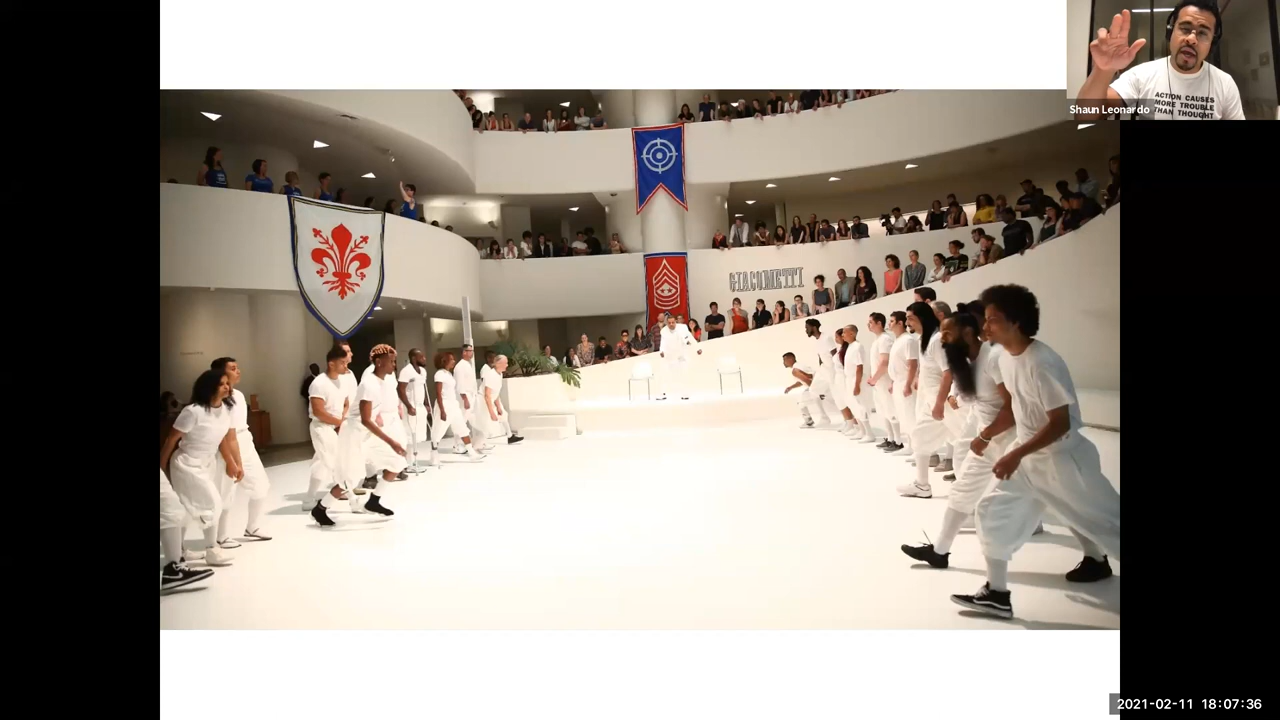 ACTION CAUSES
MORE TROUBLE
THAN THOUGHT
Shaun Leonardo
GIACOMETTI
2021-02-11 18:07:36